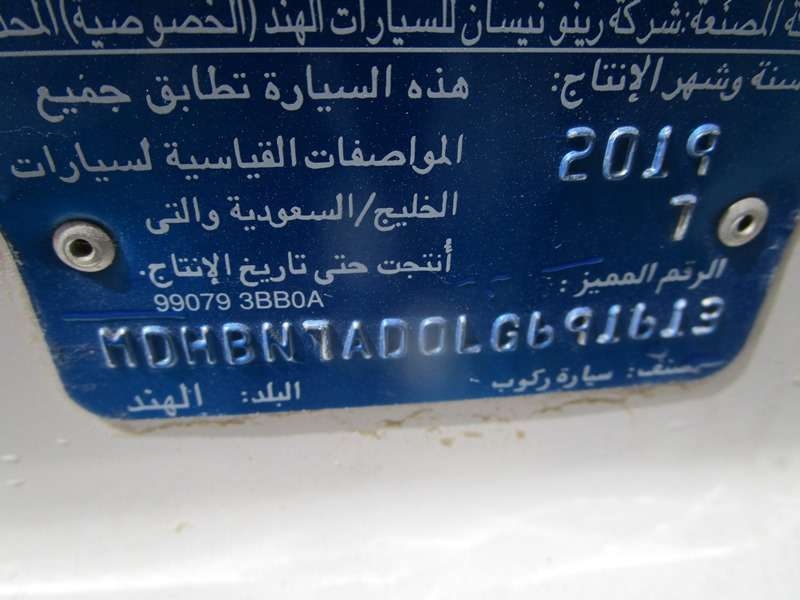 المصنعة: شركة رينو نيسان للسيارات الهند (الخصوصية)
سنة وشهر الإنتاج:
2019
7
هذه السيارة تطابق جميع
المواصفات القياسية لسيارات
الخليج/السعودية والتى
أنتجت حتى تاريخ الإنتاج.
99079 3BB0A
الرقم المميز:
صنف: سيارة ركوب
البلد: الهند